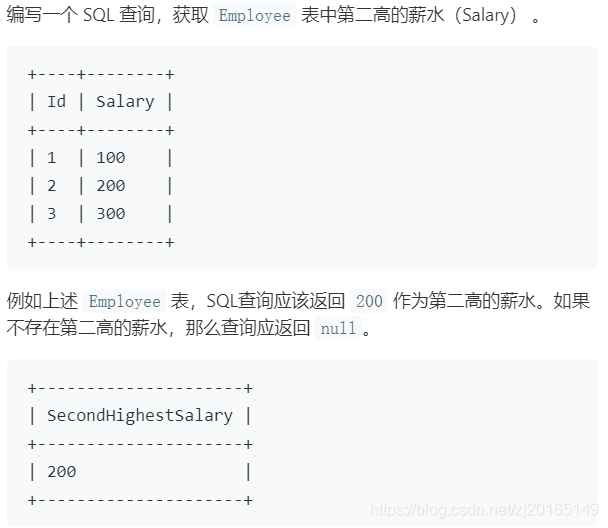 编写一个 SQL 查询，获取 Employee 表中第二高的薪水（Salary） 。
+----+--------+
| Id | Salary |
+----+--------+
| 1  | 100    |
| 2  | 200    |
| 3  | 300    |
+----+--------+
例如上述 Employee 表，SQL查询应该返回 200 作为第二高的薪水。如果
不存在第二高的薪水，那么查询应返回 null。
+---------------------+
| SecondHighestSalary |
+---------------------+
| 200                 |
+---------------------+
https://blog.csdn.net/zj20165149